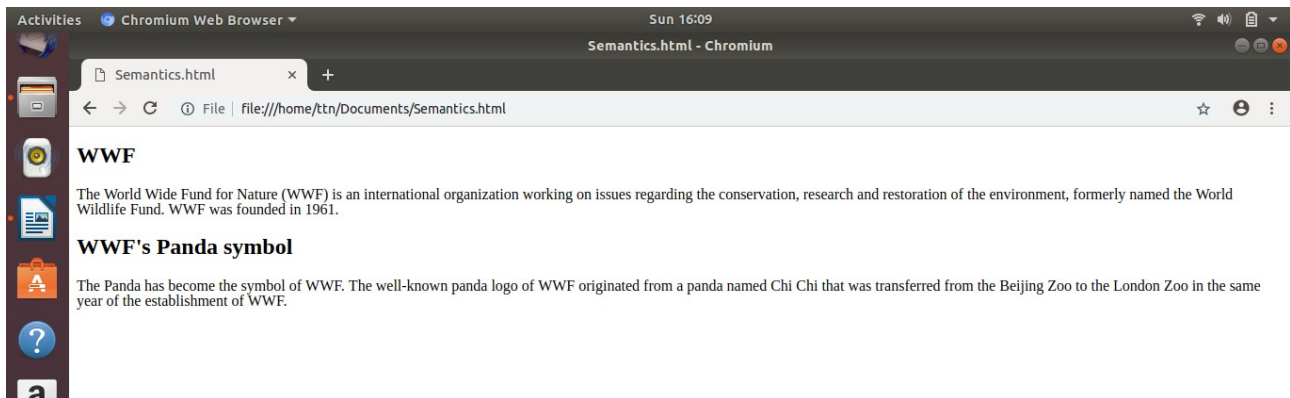 Activities Chromium Web Browser Sun 16:09
Semantics.html - Chromium
Semantics.html
File file:///home/ttn/Documents/Semantics.html
WWF
The World Wide Fund for Nature (WWF) is an international organization working on issues regarding the conservation, research and restoration of the environment, formerly named the World
Wildlife Fund. WWF was founded in 1961.
WWF's Panda symbol
The Panda has become the symbol of WWF. The well-known panda logo of WWF originated from a panda named Chi Chi that was transferred from the Beijing Zoo to the London Zoo in the same
year of the establishment of WWF.
a